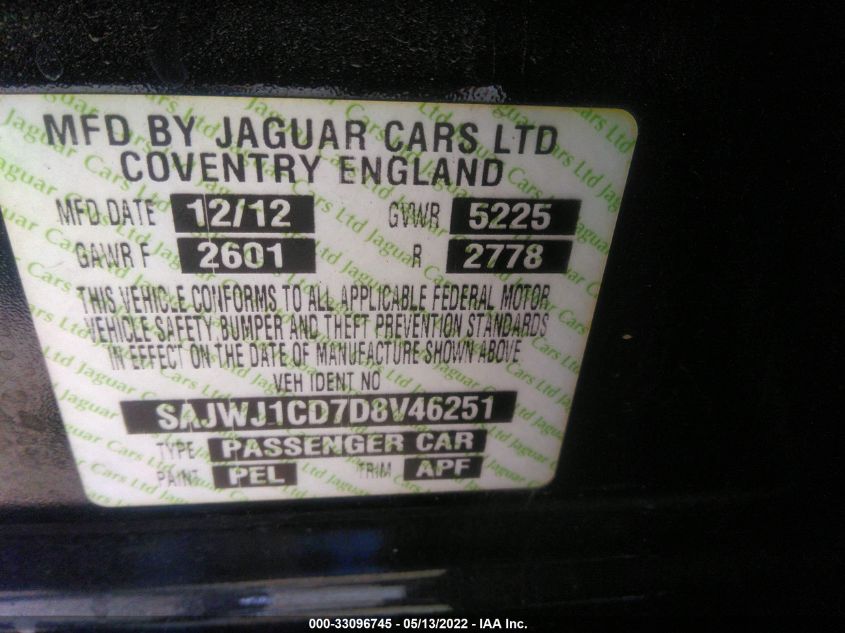 MFD BY JAGUAR CARS LTD
COVENTRY ENGLAND
MFD DATE 12/12 GVWR 5225
GAWR F 2601 R 2778
THIS VEHICLE CONFORMS TO ALL APPLICABLE FEDERAL MOTOR
VEHICLE SAFETY BUMPER AND THEFT PREVENTION STANDARDS
IN EFFECT ON THE DATE OF MANUFACTURE SHOWN ABOVE
VEH IDENT NO
SAJWJ1CD7D8V46251
TYPE PASSENGER CAR
PAINT PEL TRIM APF
000-33096745 — 05/13/2022 - IAA Inc.